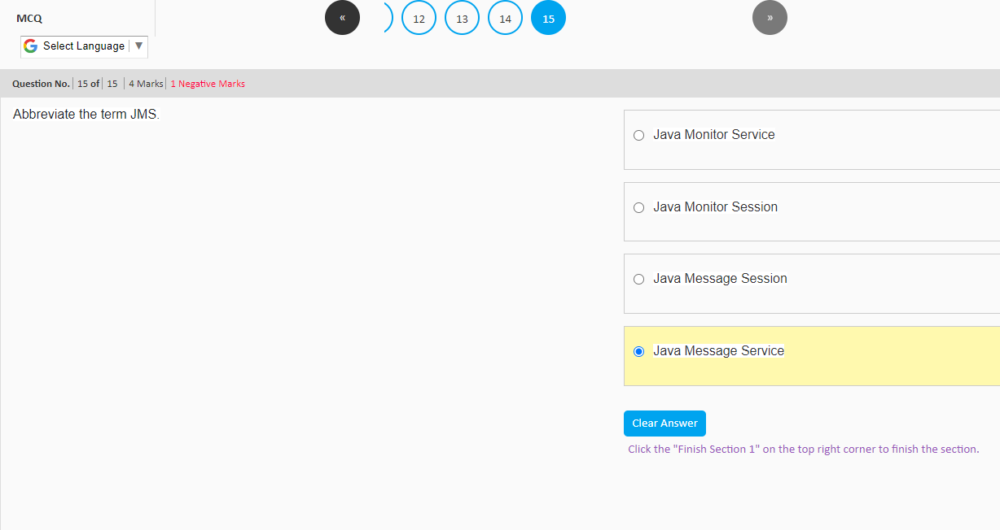 MCQ
« 12 13 14 15 »
Select Language ▼
Question No. 15 of 15 4 Marks 1 Negative Marks
Abbreviate the term JMS.
Java Monitor Service
Java Monitor Session
Java Message Session
Java Message Service
Clear Answer
Click the "Finish Section 1" on the top right corner to finish the section.